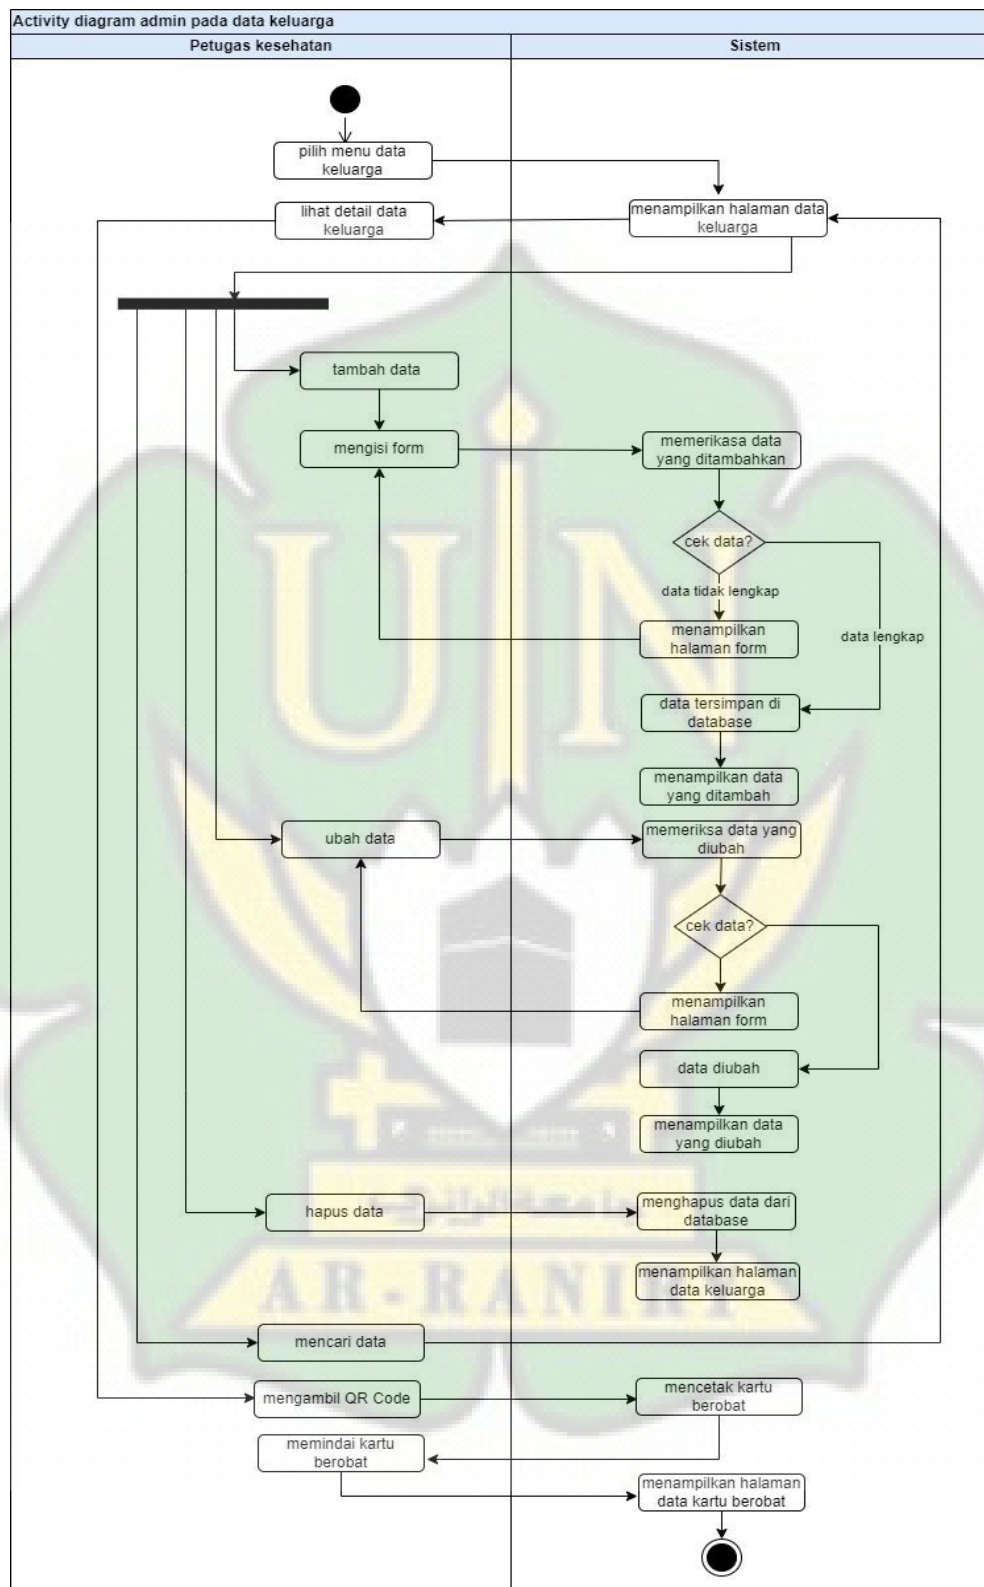 Activity diagram admin pada data keluarga
Petugas kesehatan
Sistem
pilih menu data
keluarga
lihat detail data
keluarga
menampilkan halaman data
keluarga
tambah data
mengisi form
memerikasa data
yang ditambahkan
cek data?
data tidak lengkap
menampilkan
halaman form
data lengkap
data tersimpan di
database
menampilkan data
yang ditambah
ubah data
memeriksa data yang
diubah
cek data?
menampilkan
halaman form
data diubah
menampilkan data
yang diubah
hapus data
menghapus data dari
database
menampilkan halaman
data keluarga
mencari data
mengambil QR Code
mencetak kartu
berobat
memindai kartu
berobat
menampilkan halaman
data kartu berobat
UIN
جامعة الرانيري
AR-RANIRY